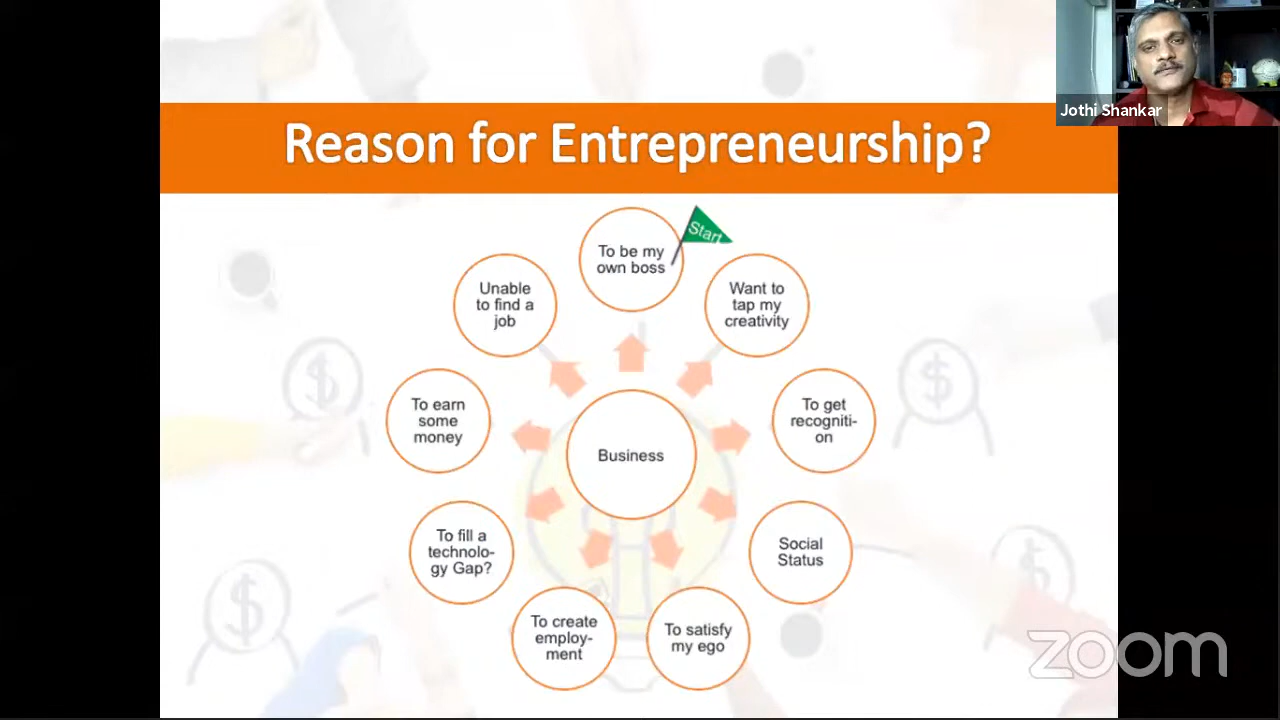 Jothi Shankar
Reason for Entrepreneurship?
Start
To be my
own boss
Want to
tap my
creativity
To get
recogniti-
on
Social
Status
To satisfy
my ego
To create
employ-
ment
To fill a
technolo-
gy Gap?
To earn
some
money
Unable
to find a
job
Business
zoom